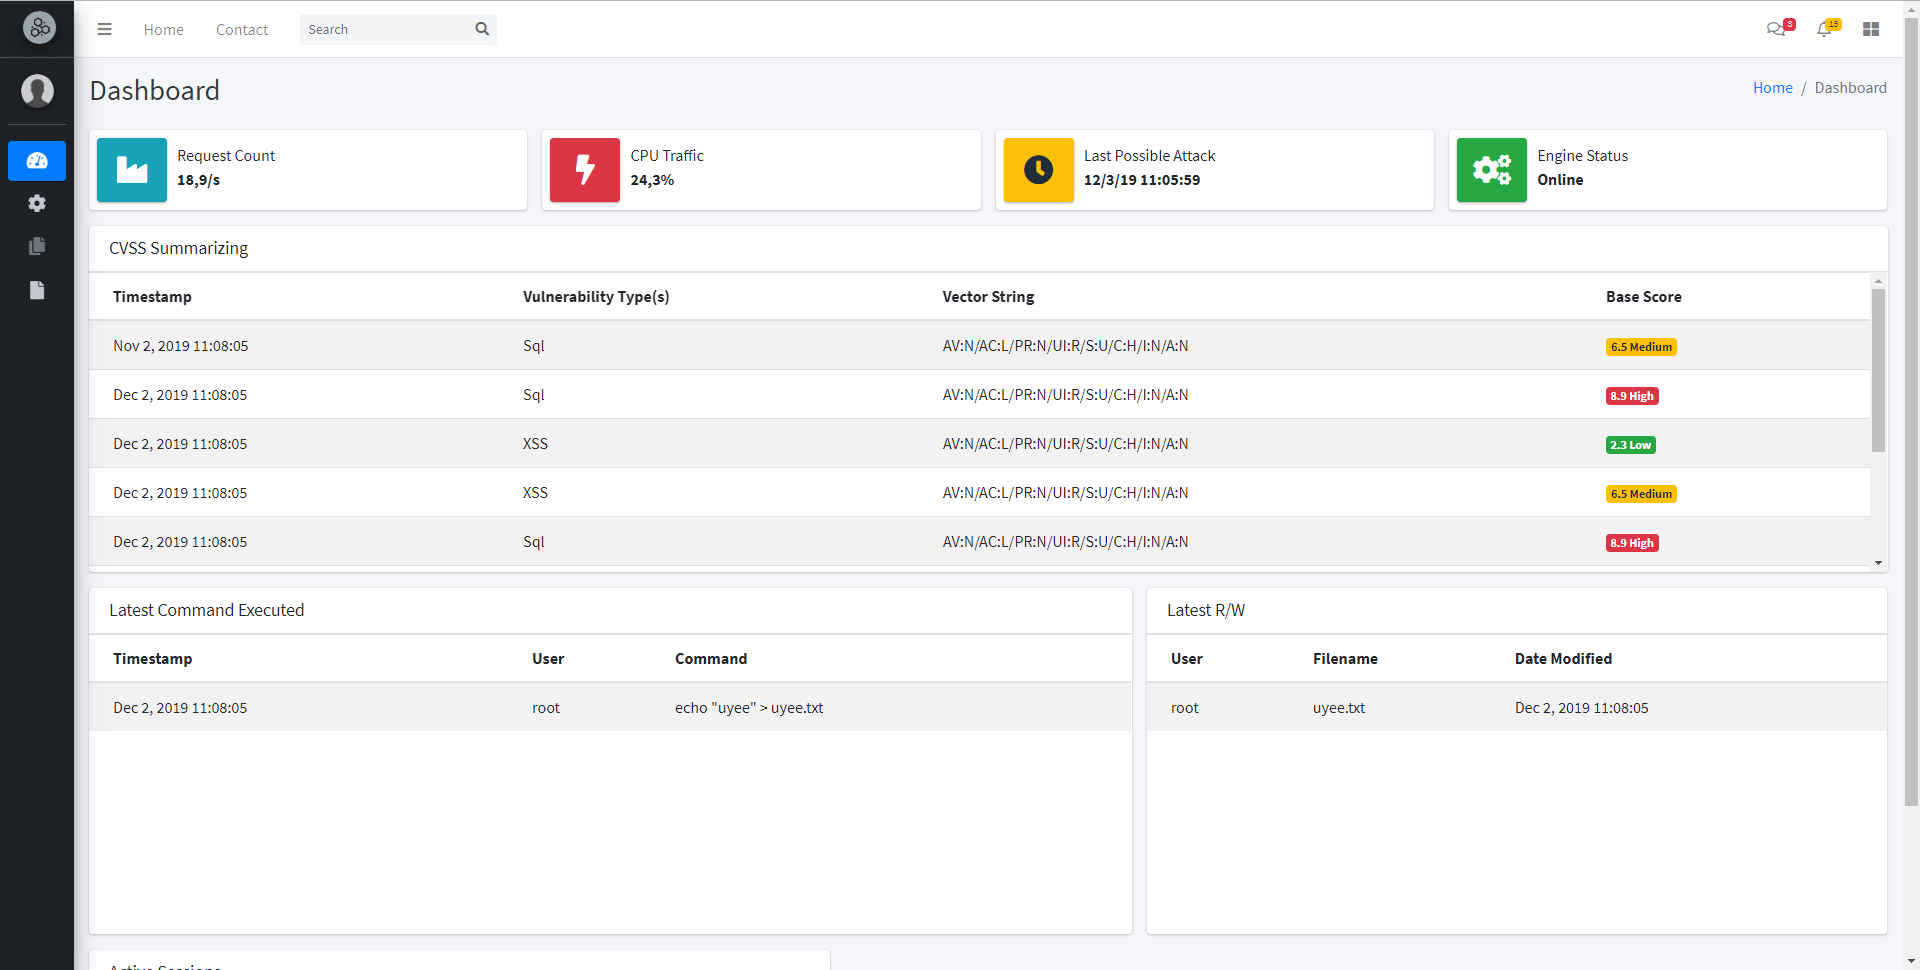 Home Contact Search 3 15
Dashboard
Home / Dashboard
Request Count
18,9/s
CPU Traffic
24,3%
Last Possible Attack
12/3/19 11:05:59
Engine Status
Online
CVSS Summarizing
Timestamp Vulnerability Type(s) Vector String Base Score
Nov 2, 2019 11:08:05 Sql AV:N/AC:L/PR:N/UI:R/S:U/C:H/I:N/A:N 6.5 Medium
Dec 2, 2019 11:08:05 Sql AV:N/AC:L/PR:N/UI:R/S:U/C:H/I:N/A:N 8.9 High
Dec 2, 2019 11:08:05 XSS AV:N/AC:L/PR:N/UI:R/S:U/C:H/I:N/A:N 2.3 Low
Dec 2, 2019 11:08:05 XSS AV:N/AC:L/PR:N/UI:R/S:U/C:H/I:N/A:N 6.5 Medium
Dec 2, 2019 11:08:05 Sql AV:N/AC:L/PR:N/UI:R/S:U/C:H/I:N/A:N 8.9 High
Latest Command Executed
Timestamp User Command
Dec 2, 2019 11:08:05 root echo "uyee" > uyee.txt
Latest R/W
User Filename Date Modified
root uyee.txt Dec 2, 2019 11:08:05
Active Sessions